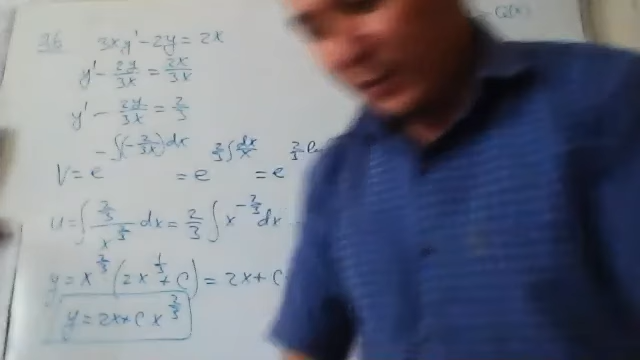 36 3xy' - 2y = 2x
Q(x)
y' - 2y/3x = 2x/3x
y' - 2y/3x = 2/3
V = e^(-∫(-2/3x)dx) = e^(2/3 ∫dx/x) = e^(2/3
u = ∫ (2/3)/(x^(2/3)) dx = 2/3 ∫ x^(-2/3) dx
y = x^(2/3) (2x^(1/3) + C) = 2x + C
y = 2x + C x^(2/3)